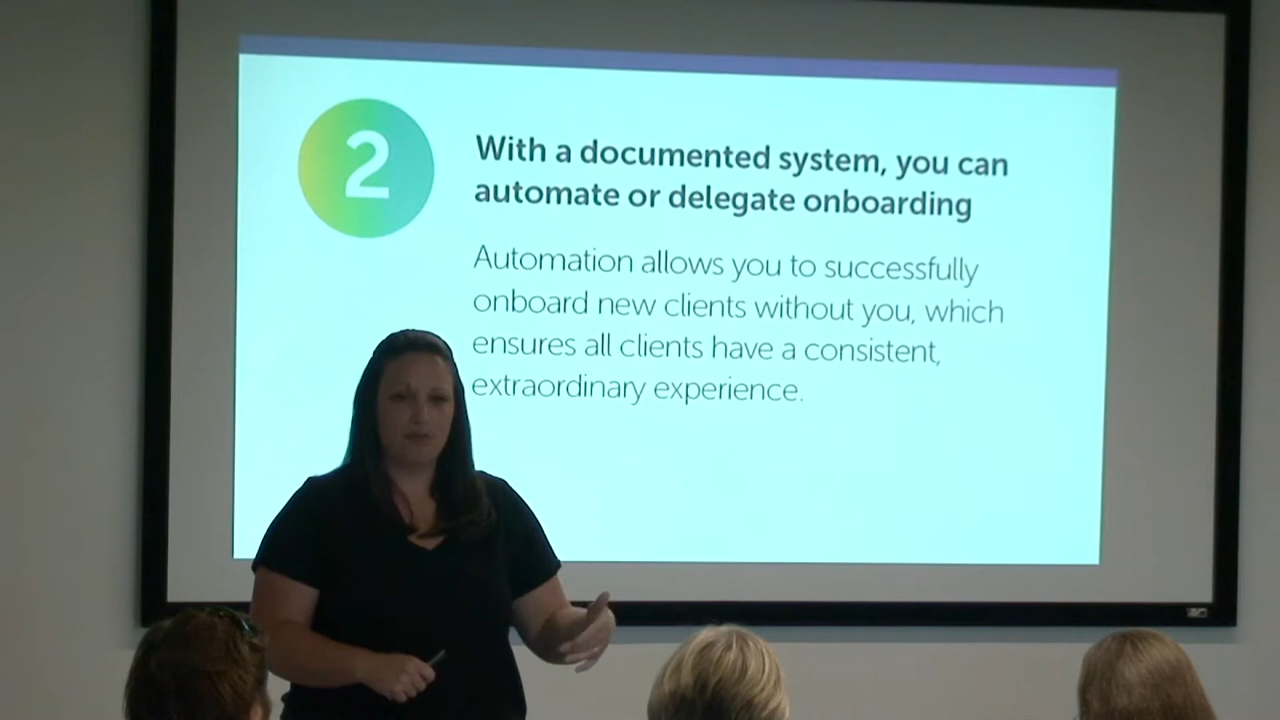 2
With a documented system, you can
automate or delegate onboarding
Automation allows you to successfully
onboard new clients without you, which
ensures all clients have a consistent,
extraordinary experience.